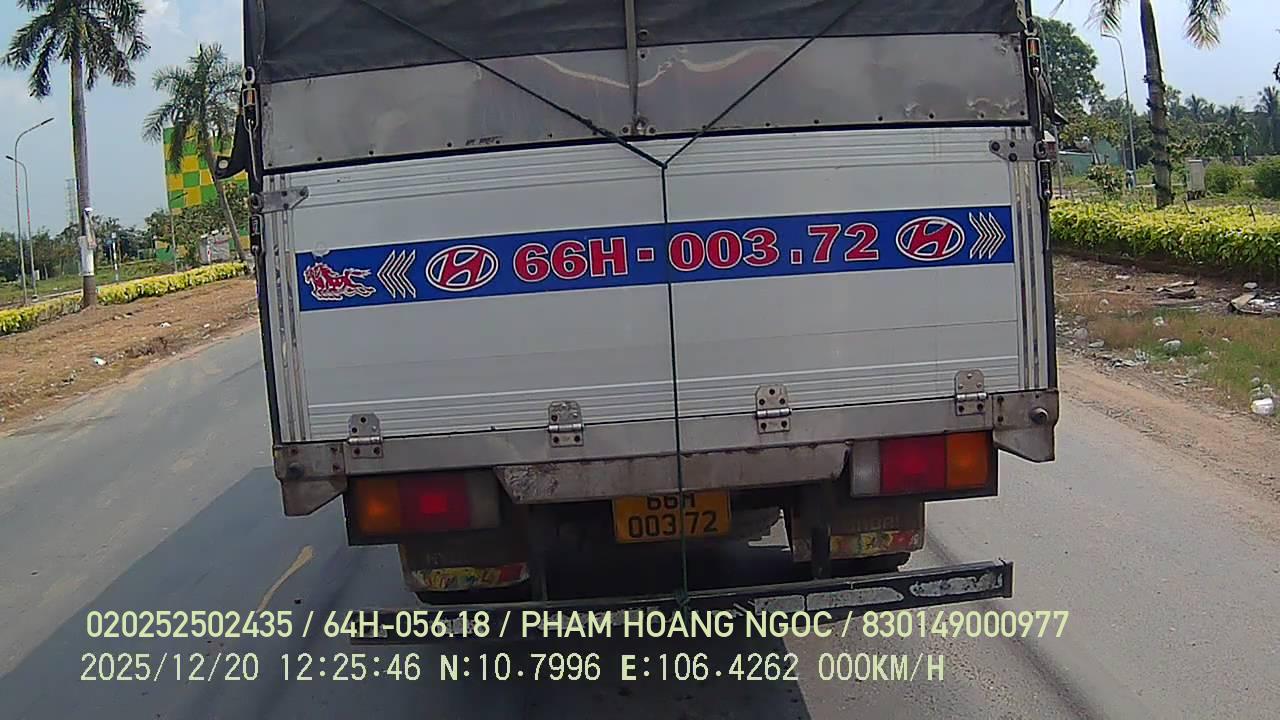 66H-003.72
66H
003 72
020252502435 / 64H-056.18 / PHAM HOANG NGOC / 830149000977
2025/12/20 12:25:46 N:10.7996 E:106.4262 000KM/H